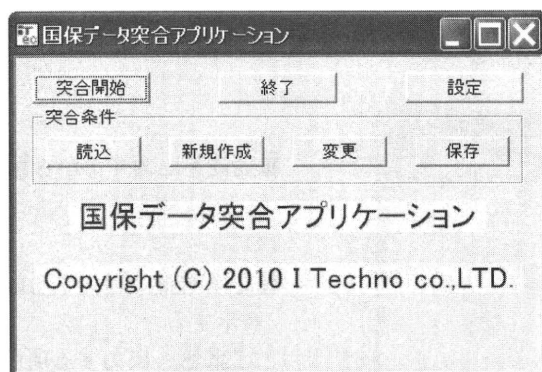 国保データ突合アプリケーション
突合開始 終了 設定
突合条件
読込 新規作成 変更 保存
国保データ突合アプリケーション
Copyright (C) 2010 I Techno co.,LTD.